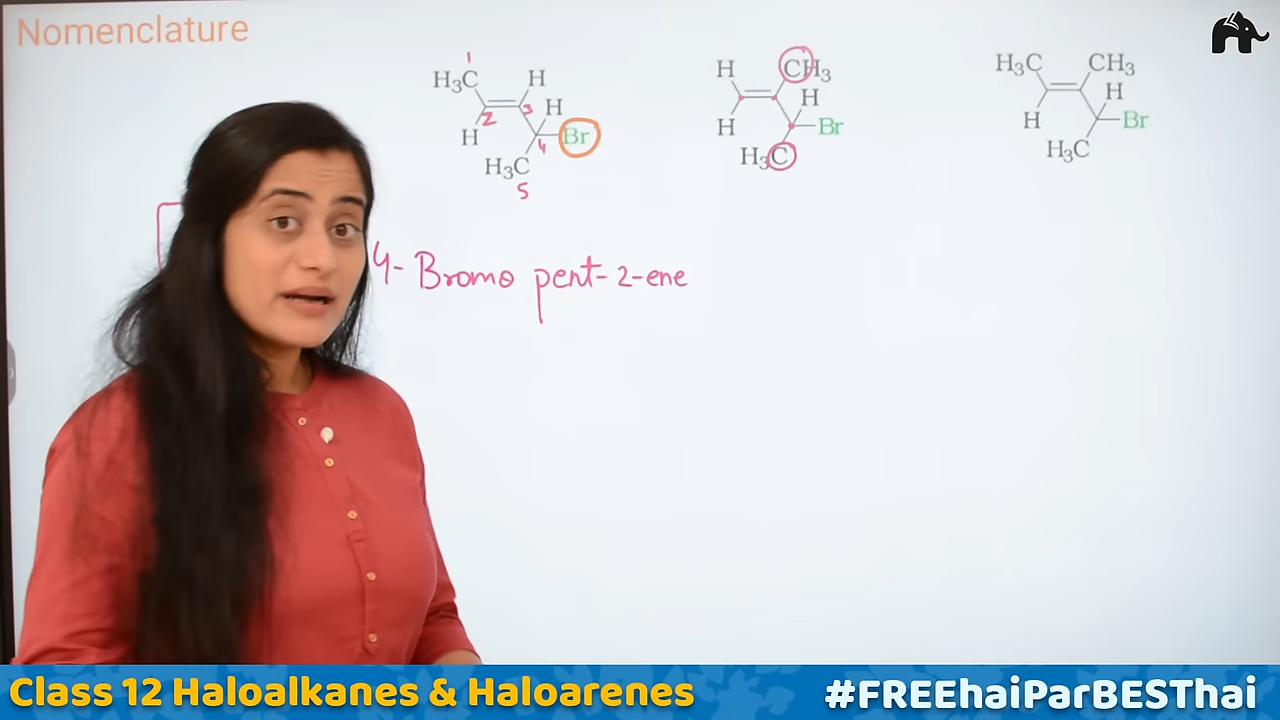 Nomenclature
1
H₃C
H
2
3
H
H
4
Br
H₃C
5
H
CH₃
H
H
Br
H₃C
H₃C
CH₃
H
H
Br
H₃C
4- Bromo pent-2-ene
Class 12 Haloalkanes & Haloarenes
#FREEhaiParBESThai